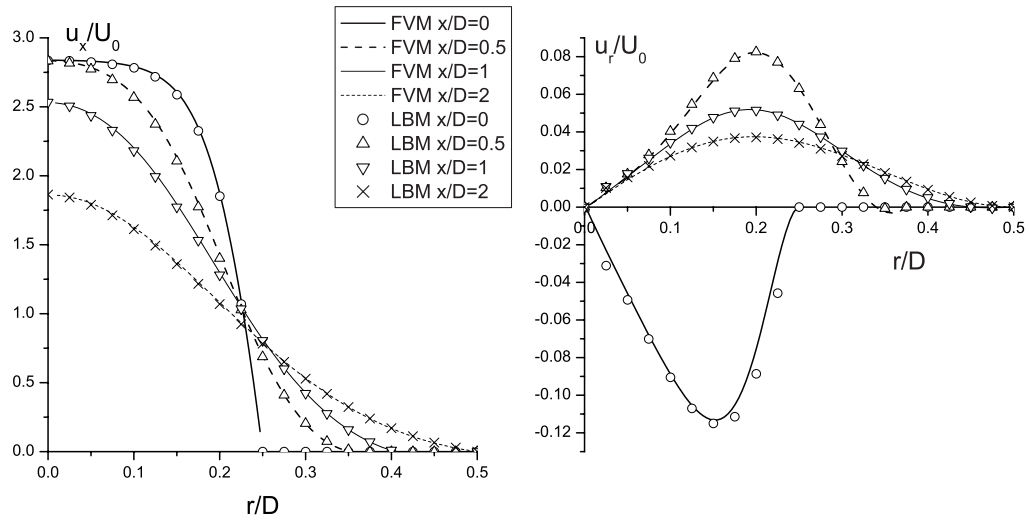 u_x/U_0
3.0
2.5
2.0
1.5
1.0
0.5
0.0
0.0 0.1 0.2 0.3 0.4 0.5
r/D
FVM x/D=0
FVM x/D=0.5
FVM x/D=1
FVM x/D=2
LBM x/D=0
LBM x/D=0.5
LBM x/D=1
LBM x/D=2
u_r/U_0
0.10
0.08
0.06
0.04
0.02
0.00
-0.02
-0.04
-0.06
-0.08
-0.10
-0.12
0.0 0.1 0.2 0.3 0.4 0.5
r/D